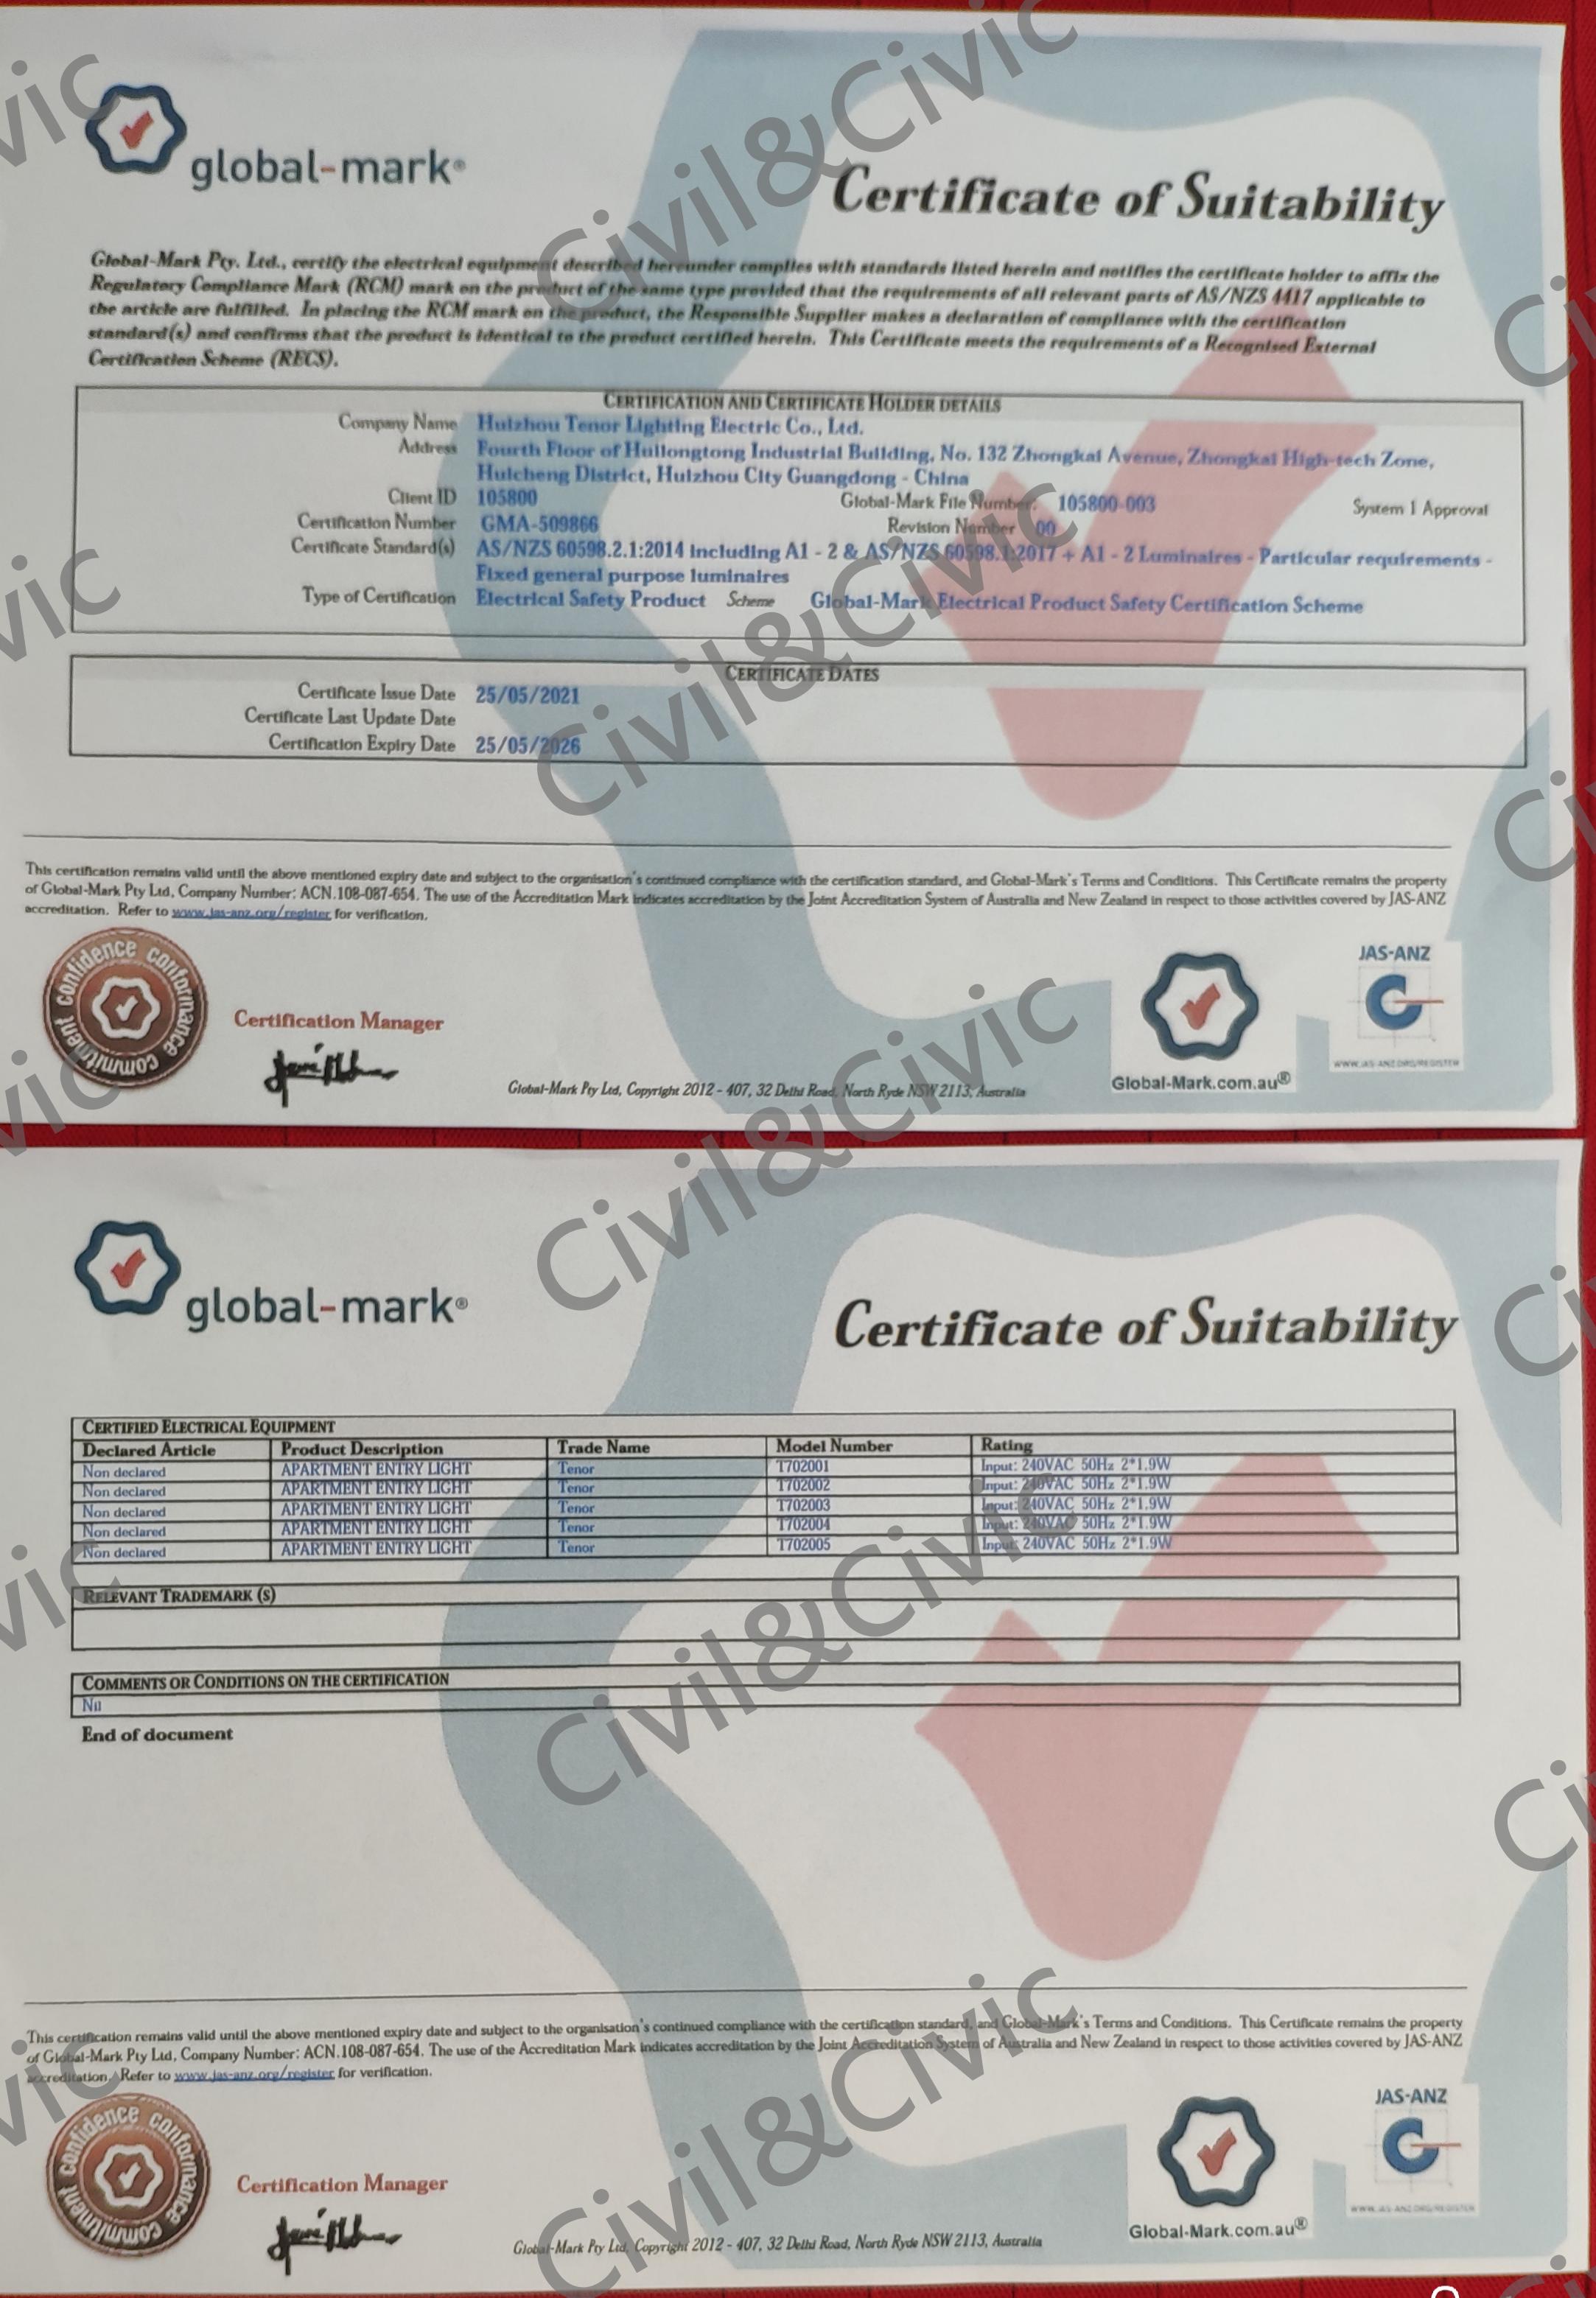 global-mark®
Certificate of Suitability
Global-Mark Pty. Ltd., certify the electrical equipment described hereunder complies with standards listed herein and notifies the certificate holder to affix the
Regulatory Compliance Mark (RCM) mark on the product of the same type provided that the requirements of all relevant parts of AS/NZS 4417 applicable to
the article are fulfilled. In placing the RCM mark on the product, the Responsible Supplier makes a declaration of compliance with the certification
standard(s) and confirms that the product is identical to the product certified herein. This Certificate meets the requirements of a Recognised External
Certification Scheme (RECS).
CERTIFICATION AND CERTIFICATE HOLDER DETAILS
Company Name Huizhou Tenor Lighting Electric Co., Ltd.
Address Fourth Floor of Huilongtong Industrial Building, No. 132 Zhongkai Avenue, Zhongkai High-tech Zone,
Huicheng District, Huizhou City Guangdong - China
Client ID 105800 Global-Mark File Number: 105800-003 System 1 Approval
Certification Number GMA-509866 Revision Number 00
Certificate Standard(s) AS/NZS 60598.2.1:2014 including A1 - 2 & AS/NZS 60598.1:2017 + A1 - 2 Luminaires - Particular requirements -
Fixed general purpose luminaires
Type of Certification Electrical Safety Product Scheme Global-Mark Electrical Product Safety Certification Scheme
CERTIFICATE DATES
Certificate Issue Date 25/05/2021
Certificate Last Update Date
Certification Expiry Date 25/05/2026
This certification remains valid until the above mentioned expiry date and subject to the organisation's continued compliance with the certification standard, and Global-Mark's Terms and Conditions. This Certificate remains the property
of Global-Mark Pty Ltd, Company Number: ACN.108-087-654. The use of the Accreditation Mark indicates accreditation by the Joint Accreditation System of Australia and New Zealand in respect to those activities covered by JAS-ANZ
accreditation. Refer to www.jas-anz.org/register for verification.
commitment confidence conformance
Certification Manager
Global-Mark Pty Ltd, Copyright 2012 - 407, 32 Delhi Road, North Ryde NSW 2113, Australia
Global-Mark.com.au®
JAS-ANZ
WWW.JAS-ANZ.ORG/REGISTER
global-mark®
Certificate of Suitability
CERTIFIED ELECTRICAL EQUIPMENT
Declared Article Product Description Trade Name Model Number Rating
Non declared APARTMENT ENTRY LIGHT Tenor T702001 Input: 240VAC 50Hz 2*1.9W
Non declared APARTMENT ENTRY LIGHT Tenor T702002 Input: 240VAC 50Hz 2*1.9W
Non declared APARTMENT ENTRY LIGHT Tenor T702003 Input: 240VAC 50Hz 2*1.9W
Non declared APARTMENT ENTRY LIGHT Tenor T702004 Input: 240VAC 50Hz 2*1.9W
Non declared APARTMENT ENTRY LIGHT Tenor T702005 Input: 240VAC 50Hz 2*1.9W
RELEVANT TRADEMARK (S)
COMMENTS OR CONDITIONS ON THE CERTIFICATION
Nil
End of document
This certification remains valid until the above mentioned expiry date and subject to the organisation's continued compliance with the certification standard, and Global-Mark's Terms and Conditions. This Certificate remains the property
of Global-Mark Pty Ltd, Company Number: ACN.108-087-654. The use of the Accreditation Mark indicates accreditation by the Joint Accreditation System of Australia and New Zealand in respect to those activities covered by JAS-ANZ
accreditation. Refer to www.jas-anz.org/register for verification.
commitment confidence conformance
Certification Manager
Global-Mark Pty Ltd, Copyright 2012 - 407, 32 Delhi Road, North Ryde NSW 2113, Australia
Global-Mark.com.au®
JAS-ANZ
WWW.JAS-ANZ.ORG/REGISTER
Civil&Civic
Civil&Civic
Civil&Civic
Civil&Civic
Civil&Civic